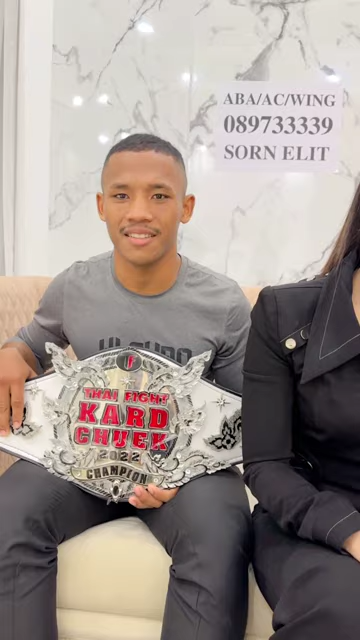 ABA/AC/WING
089733339
SORN ELIT
THAI FIGHT
KARD
CHUEK
2022
CHAMPION